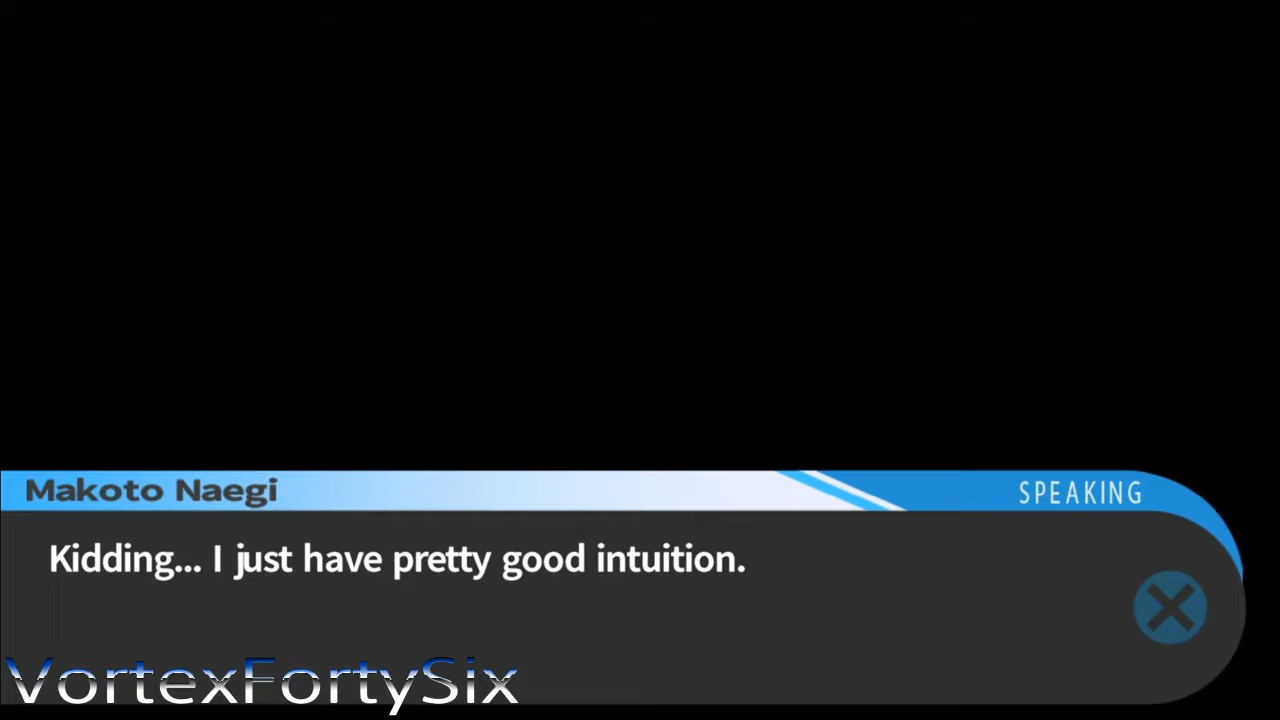 Makoto Naegi
SPEAKING
Kidding... I just have pretty good intuition.
VortexFortySix